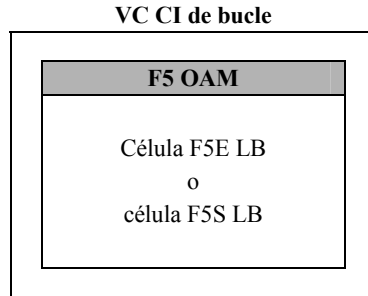 VC CI de bucle
F5 OAM
Célula F5E LB
o
célula F5S LB